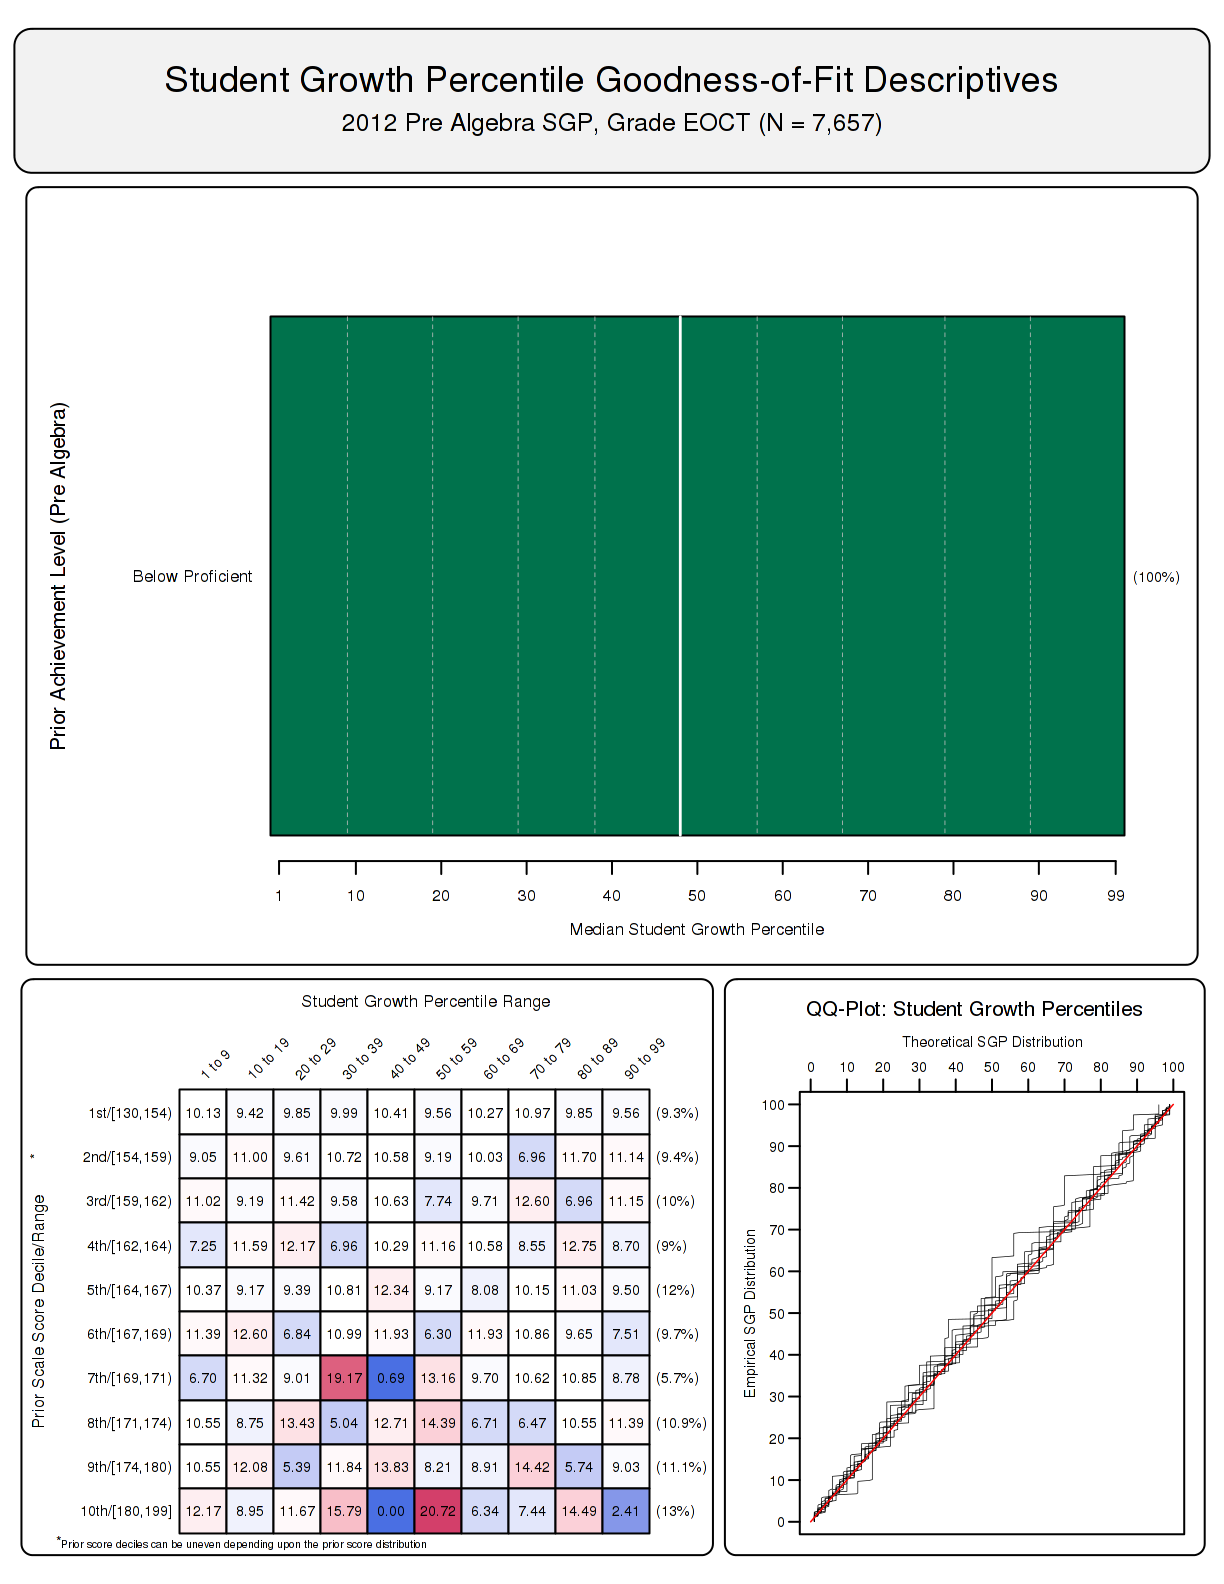 Student Growth Percentile Goodness-of-Fit Descriptives
2012 Pre Algebra SGP, Grade EOCT (N = 7,657)
Prior Achievement Level (Pre Algebra)
Below Proficient
(100%)
1 10 20 30 40 50 60 70 80 90 99
Median Student Growth Percentile
Student Growth Percentile Range
1 to 9 10 to 19 20 to 29 30 to 39 40 to 49 50 to 59 60 to 69 70 to 79 80 to 89 90 to 99
Prior Scale Score Decile/Range *
1st/[130,154) 10.13 9.42 9.85 9.99 10.41 9.56 10.27 10.97 9.85 9.56 (9.3%)
2nd/[154,159) 9.05 11.00 9.61 10.72 10.58 9.19 10.03 6.96 11.70 11.14 (9.4%)
3rd/[159,162) 11.02 9.19 11.42 9.58 10.63 7.74 9.71 12.60 6.96 11.15 (10%)
4th/[162,164) 7.25 11.59 12.17 6.96 10.29 11.16 10.58 8.55 12.75 8.70 (9%)
5th/[164,167) 10.37 9.17 9.39 10.81 12.34 9.17 8.08 10.15 11.03 9.50 (12%)
6th/[167,169) 11.39 12.60 6.84 10.99 11.93 6.30 11.93 10.86 9.65 7.51 (9.7%)
7th/[169,171) 6.70 11.32 9.01 19.17 0.69 13.16 9.70 10.62 10.85 8.78 (5.7%)
8th/[171,174) 10.55 8.75 13.43 5.04 12.71 14.39 6.71 6.47 10.55 11.39 (10.9%)
9th/[174,180) 10.55 12.08 5.39 11.84 13.83 8.21 8.91 14.42 5.74 9.03 (11.1%)
10th/[180,199] 12.17 8.95 11.67 15.79 0.00 20.72 6.34 7.44 14.49 2.41 (13%)
*Prior score deciles can be uneven depending upon the prior score distribution
QQ-Plot: Student Growth Percentiles
Theoretical SGP Distribution
0 10 20 30 40 50 60 70 80 90 100
Empirical SGP Distribution
100
90
80
70
60
50
40
30
20
10
0